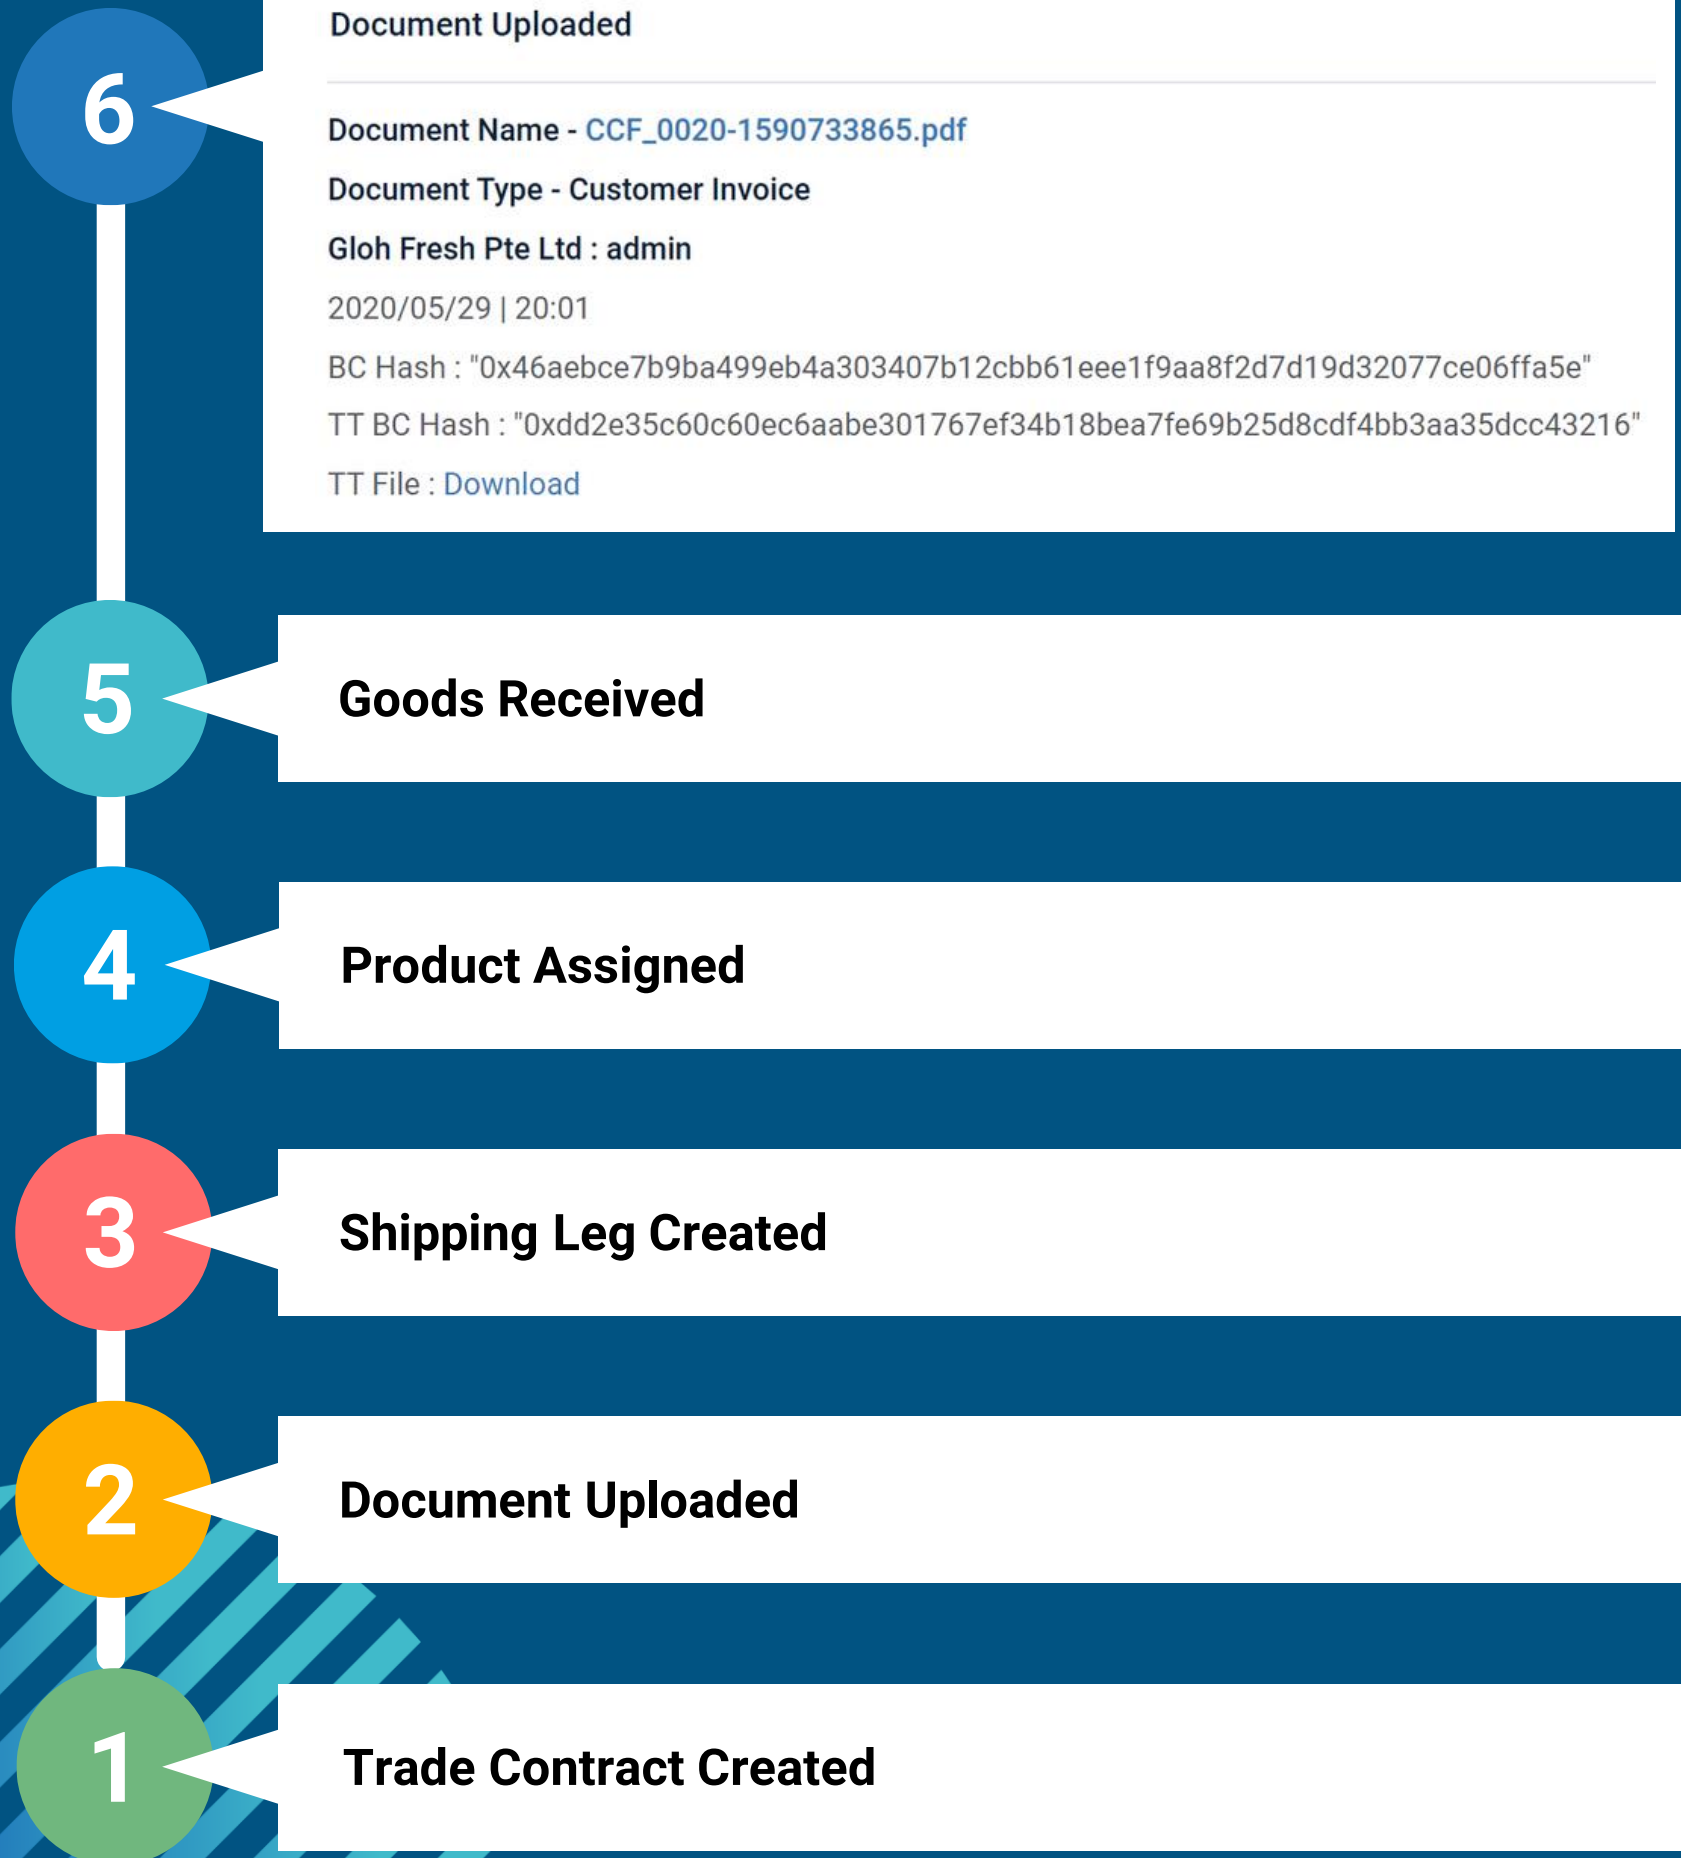 6
Document Uploaded
Document Name - CCF_0020-1590733865.pdf
Document Type - Customer Invoice
Gloh Fresh Pte Ltd : admin
2020/05/29 | 20:01
BC Hash : "0x46aebce7b9ba499eb4a303407b12cbb61eee1f9aa8f2d7d19d32077ce06ffa5e"
TT BC Hash : "0xdd2e35c60c60ec6aabe301767ef34b18bea7fe69b25d8cdf4bb3aa35dcc43216"
TT File : Download
5
Goods Received
4
Product Assigned
3
Shipping Leg Created
2
Document Uploaded
1
Trade Contract Created